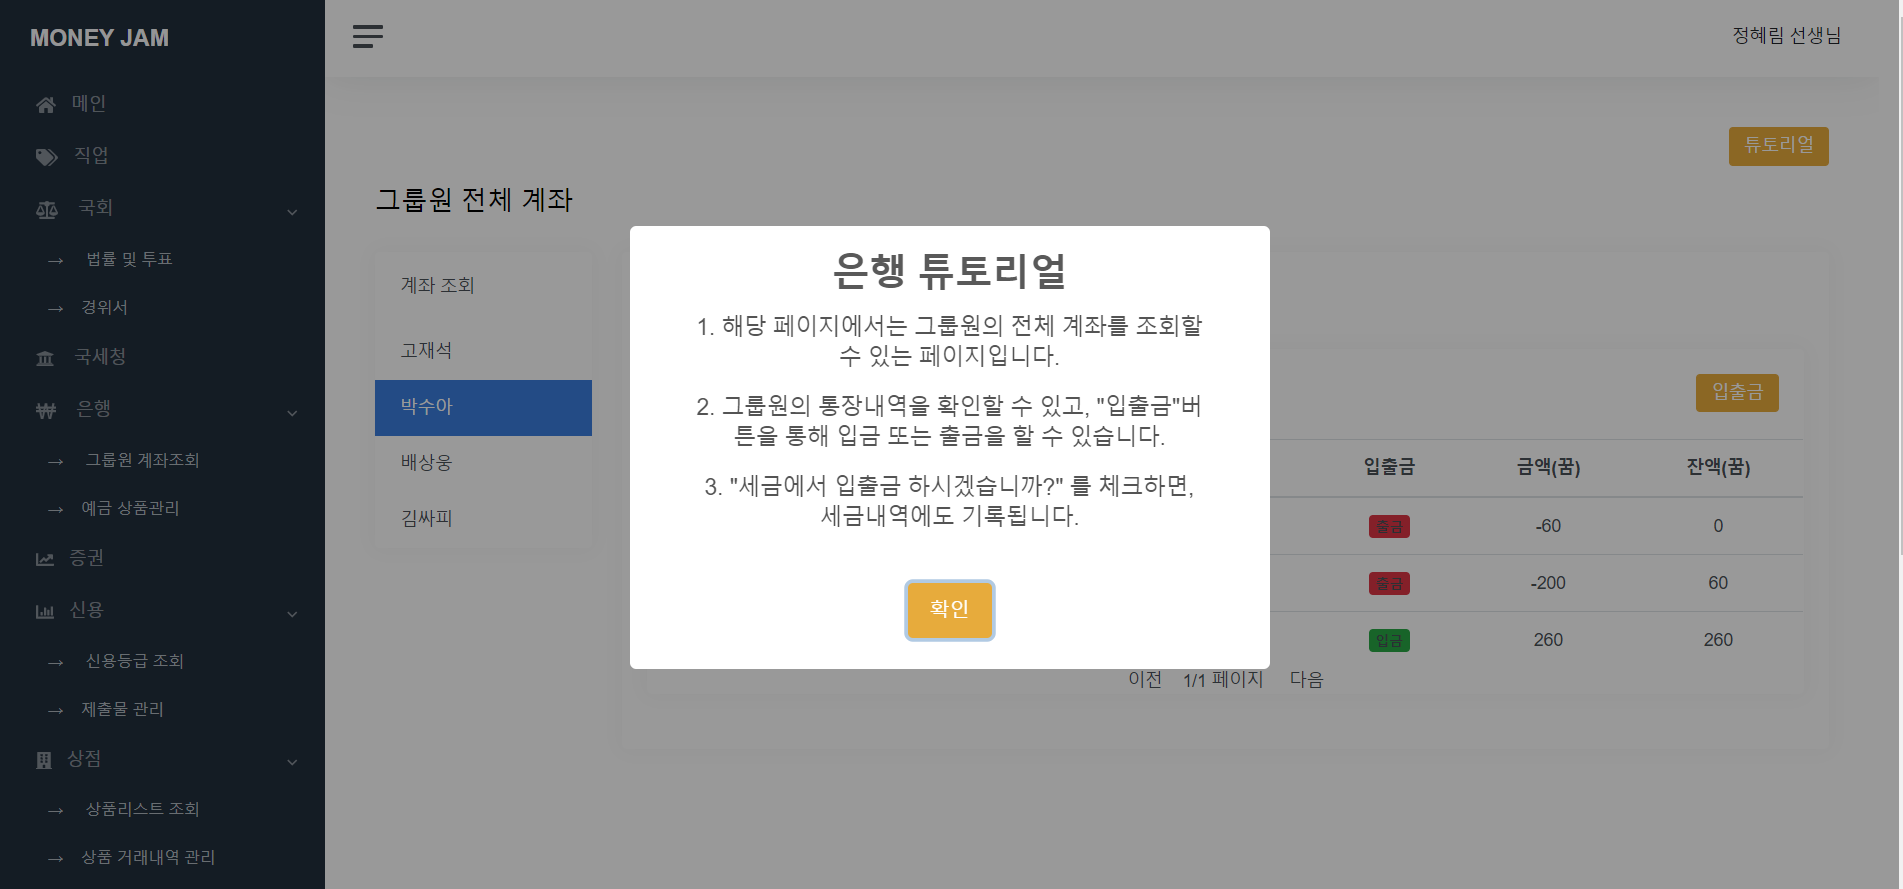 MONEY JAM
정혜림 선생님
메인
직업
국회
법률 및 투표
경위서
국세청
은행
그룹원 계좌조회
예금 상품관리
증권
신용
신용등급 조회
제출물 관리
상점
상품리스트 조회
상품 거래내역 관리
튜토리얼
그룹원 전체 계좌
계좌 조회
고재석
박수아
배상웅
김싸피
은행 튜토리얼
1. 해당 페이지에서는 그룹원의 전체 계좌를 조회할
수 있는 페이지입니다.
2. 그룹원의 통장내역을 확인할 수 있고, "입출금"버
튼을 통해 입금 또는 출금을 할 수 있습니다.
3. "세금에서 입출금 하시겠습니까?" 를 체크하면,
세금내역에도 기록됩니다.
확인
입출금
입출금 금액(꿈) 잔액(꿈)
출금 -60 0
출금 -200 60
입금 260 260
이전 1/1 페이지 다음